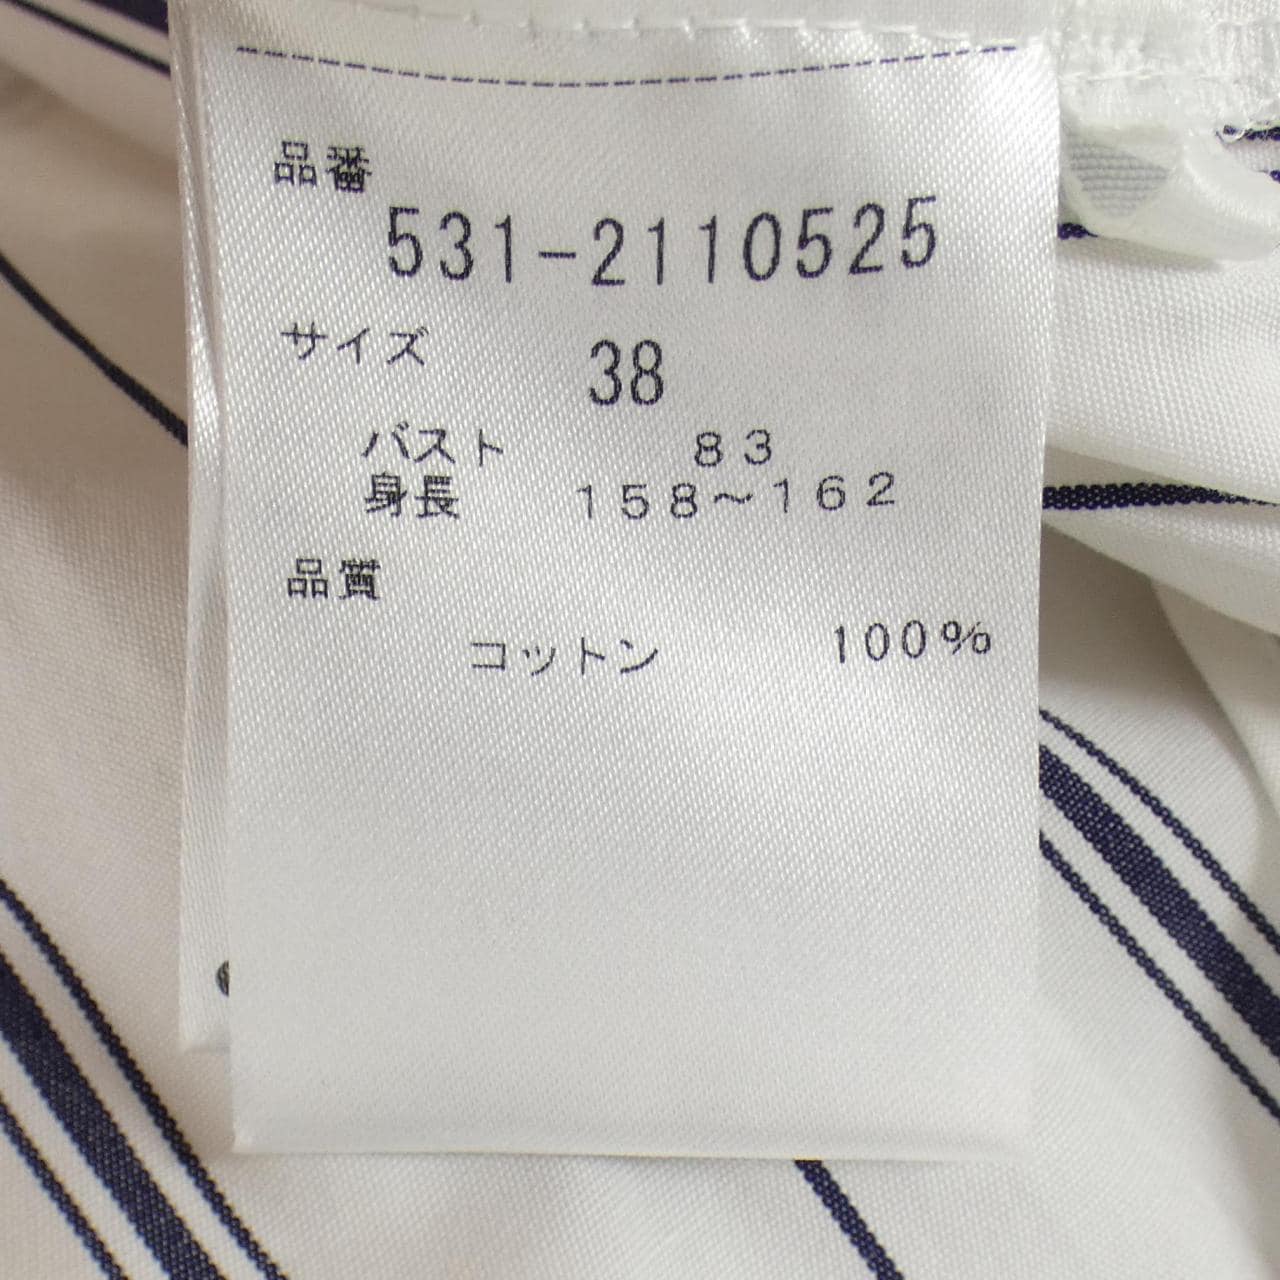 品番
531-2110525
サイズ 38
バスト 83
身長 158〜162
品質
コットン 100%